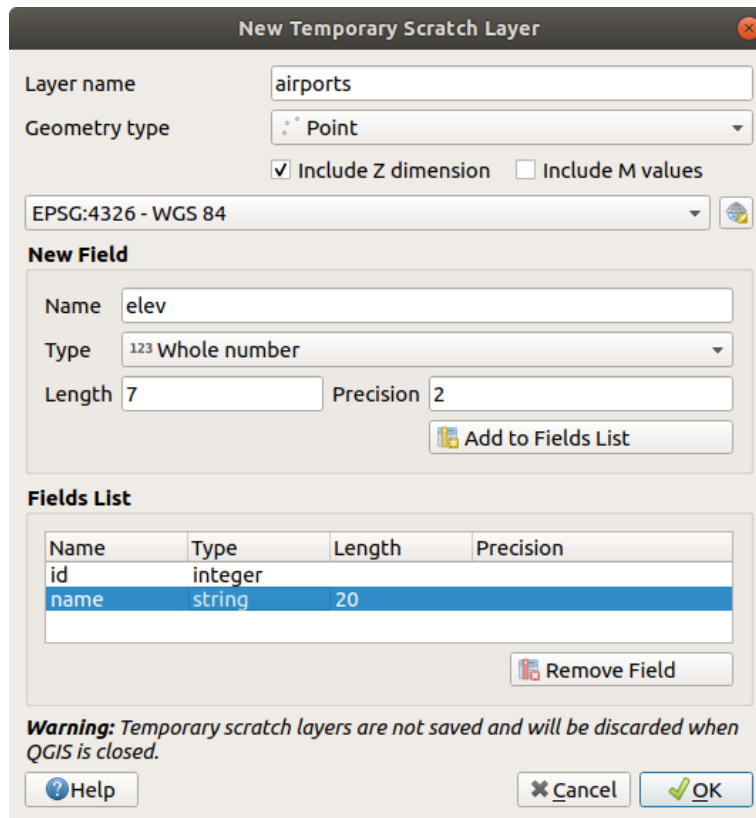 New Temporary Scratch Layer
Layer name airports
Geometry type Point
Include Z dimension Include M values
EPSG:4326 - WGS 84
New Field
Name elev
Type 123 Whole number
Length 7 Precision 2
Add to Fields List
Fields List
Name Type Length Precision
id integer
name string 20
Remove Field
Warning: Temporary scratch layers are not saved and will be discarded when
QGIS is closed.
Help Cancel OK